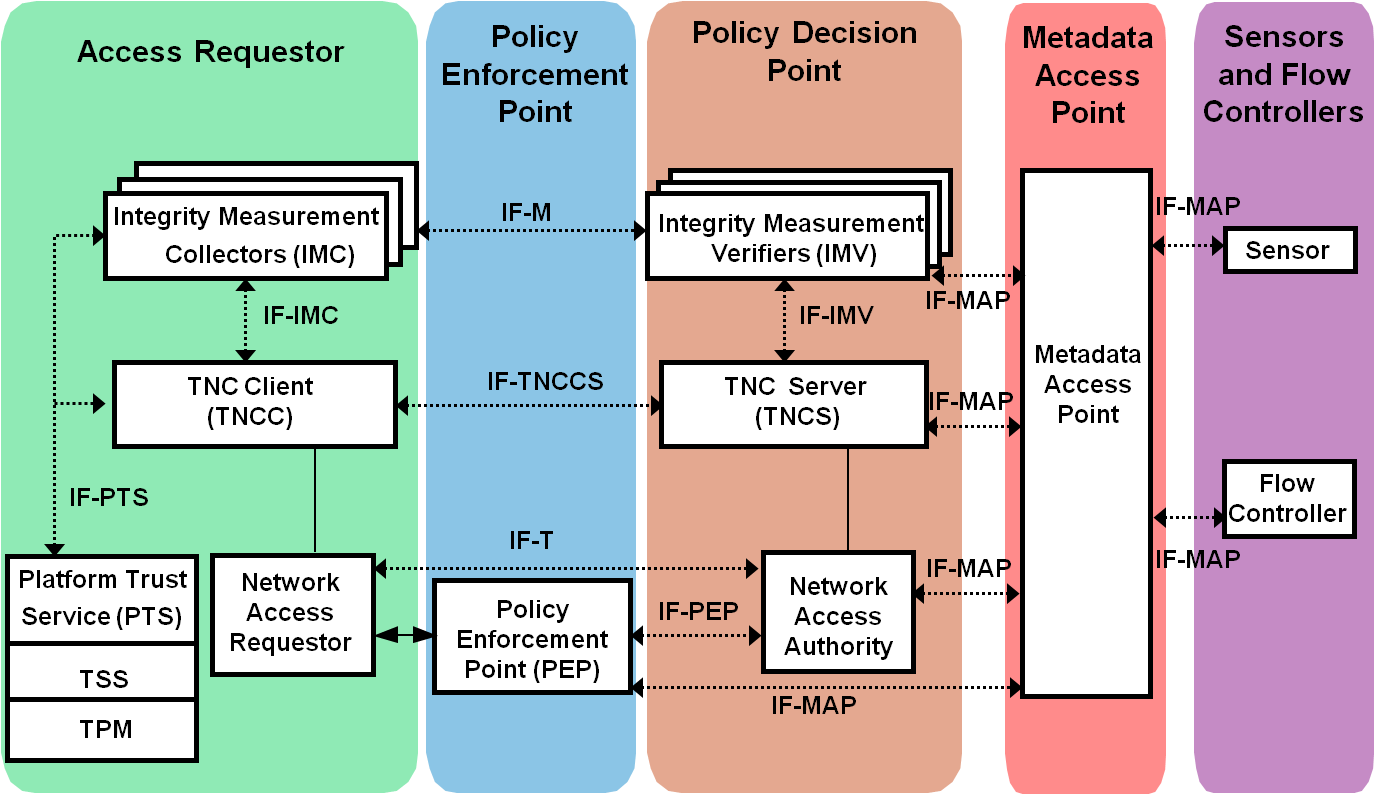 Access Requestor
Policy
Enforcement
Point
Policy Decision
Point
Metadata
Access
Point
Sensors
and Flow
Controllers
Integrity Measurement
Collectors (IMC)
IF-M
Integrity Measurement
Verifiers (IMV)
IF-MAP
Sensor
IF-MAP
IF-IMC
IF-IMV
Metadata
Access
Point
TNC Client
(TNCC)
IF-TNCCS
TNC Server
(TNCS)
IF-MAP
IF-PTS
Flow
Controller
IF-MAP
IF-T
Platform Trust
Service (PTS)
TSS
TPM
Network
Access
Requestor
Policy
Enforcement
Point (PEP)
IF-PEP
Network
Access
Authority
IF-MAP
IF-MAP